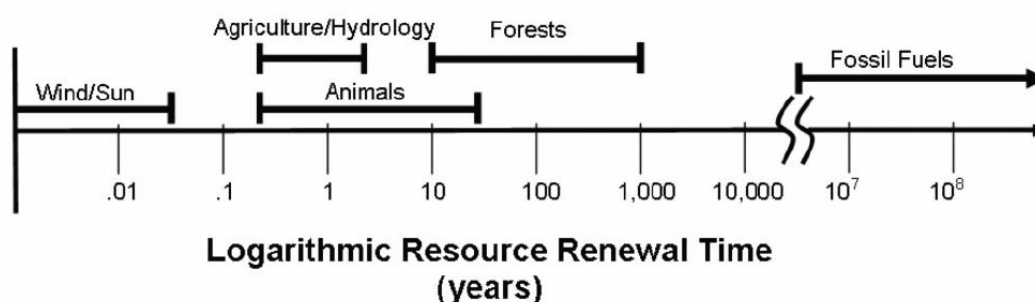 Agriculture/Hydrology
Forests
Fossil Fuels
Wind/Sun
Animals
.01 .1 1 10 100 1,000 10,000 10⁷ 10⁸
Logarithmic Resource Renewal Time
(years)